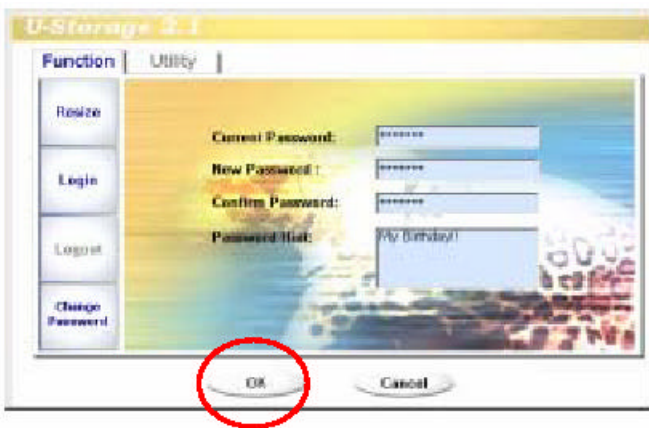 U-Storage 2.1
Function | Utility |
Resize
Login
Logout
Change
Password
Current Password: *******
New Password : *******
Confirm Password: *******
Password Hint: My Birthday!!
OK
Cancel